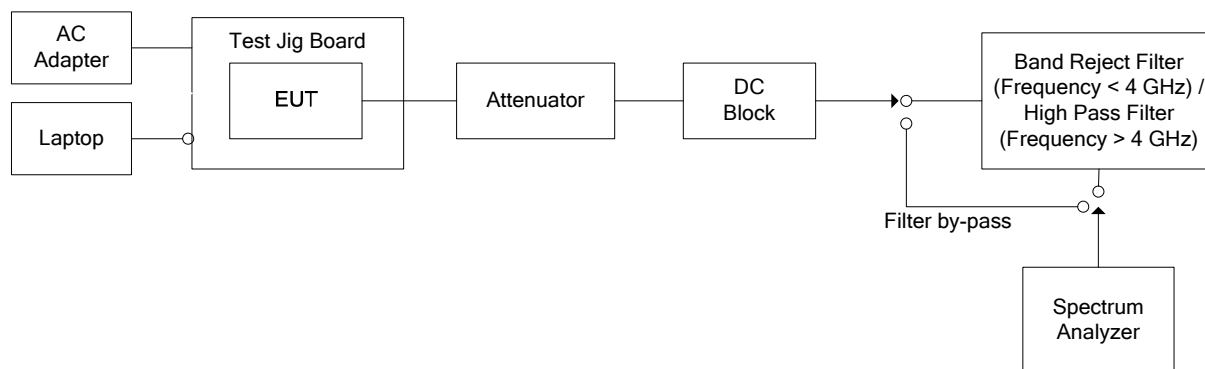 AC
Adapter
Laptop
Test Jig Board
EUT
Attenuator
DC
Block
Band Reject Filter
(Frequency < 4 GHz) /
High Pass Filter
(Frequency > 4 GHz)
Filter by-pass
Spectrum
Analyzer